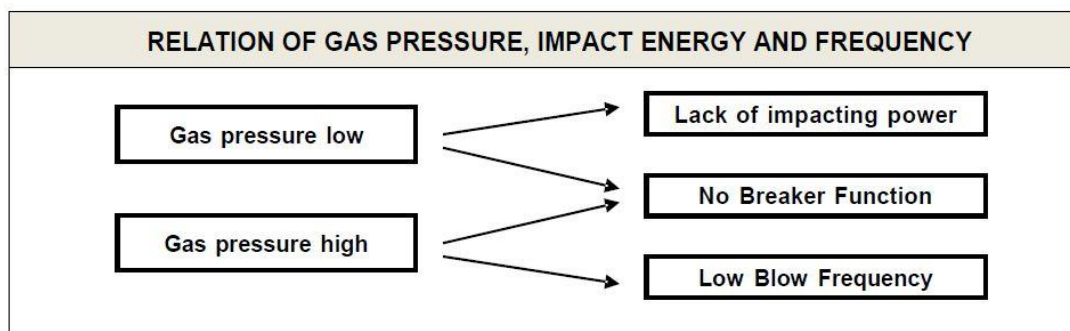 RELATION OF GAS PRESSURE, IMPACT ENERGY AND FREQUENCY
Gas pressure low
Gas pressure high
Lack of impacting power
No Breaker Function
Low Blow Frequency